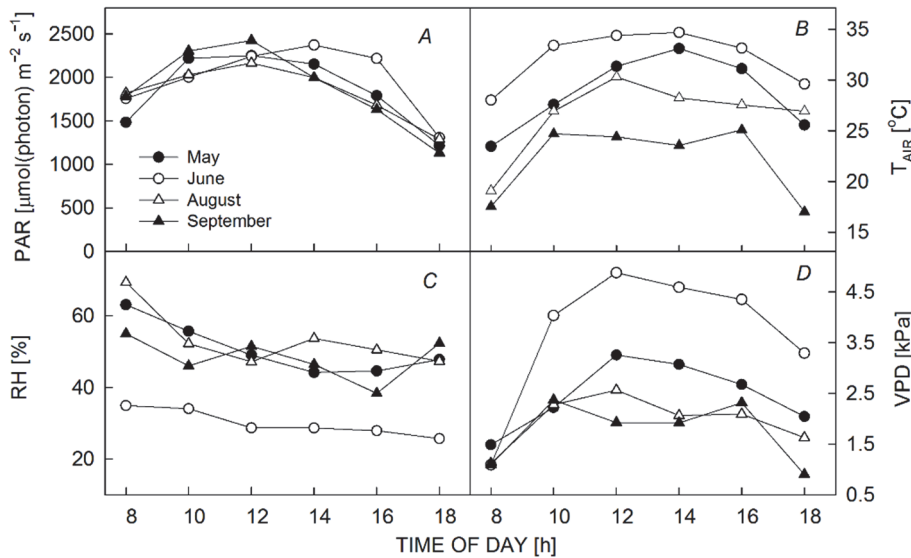 2500
2000
1500
1000
500
0
PAR [μmol(photon) m⁻² s⁻¹]
A
May
June
August
September
B
35
30
25
20
15
T_AIR [°C]
60
40
20
RH [%]
C
D
4.5
3.5
2.5
1.5
0.5
VPD [kPa]
8 10 12 14 16 18 8 10 12 14 16 18
TIME OF DAY [h]